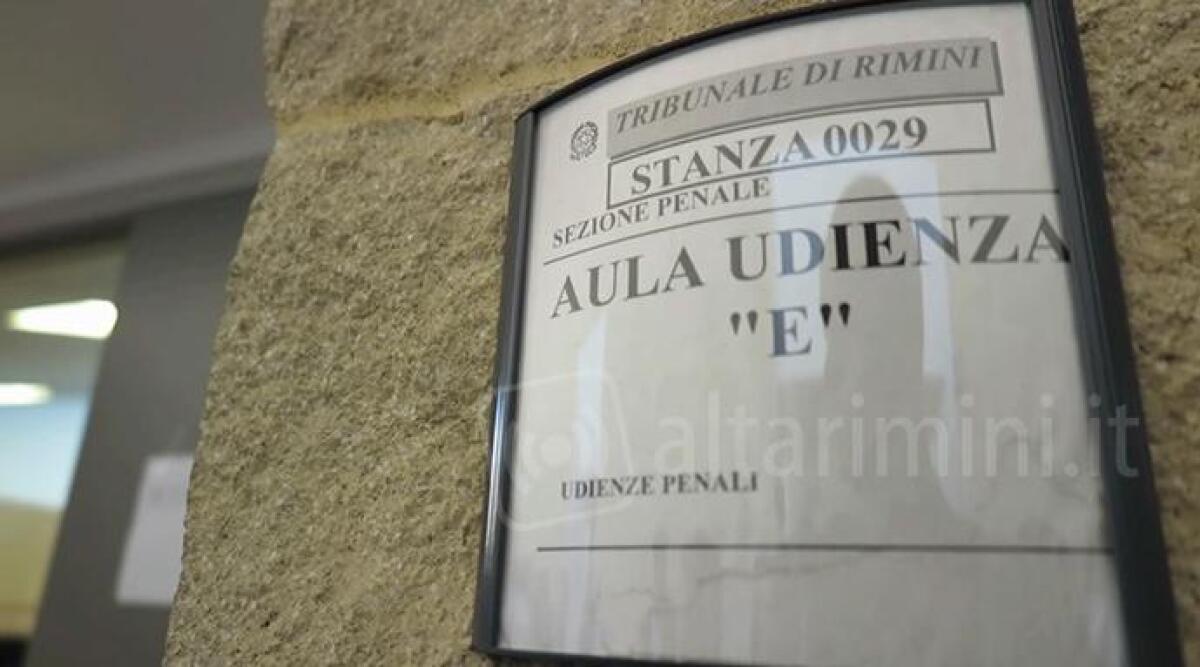 TRIBUNALE DI RIMINI
STANZA 0029
SEZIONE PENALE
AULA UDIENZA
"E"
altarimini.it
UDIENZE PENALI